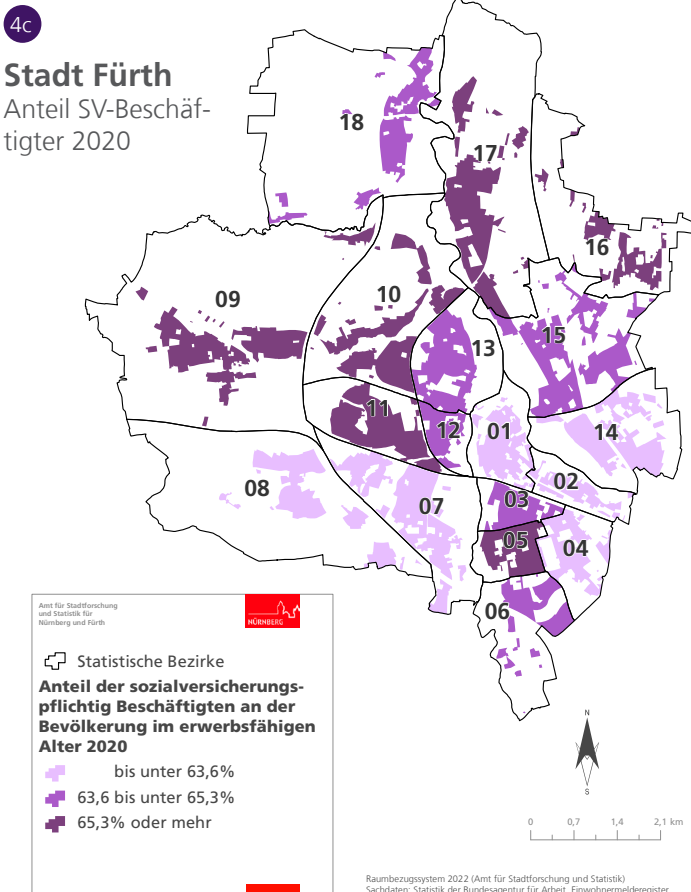 4c
Stadt Fürth
Anteil SV-Beschäf-
tigter 2020
18
17
16
09
10
15
13
11
12
01
14
08
02
07
03
05
04
06
Amt für Stadtforschung
und Statistik für
Nürnberg und Fürth
NÜRNBERG
Statistische Bezirke
Anteil der sozialversicherungs-
pflichtig Beschäftigten an der
Bevölkerung im erwerbsfähigen
Alter 2020
bis unter 63,6%
63,6 bis unter 65,3%
65,3% oder mehr
N
S
0 0,7 1,4 2,1 km
Raumbezugssystem 2022 (Amt für Stadtforschung und Statistik)
Sachdaten: Statistik der Bundesagentur für Arbeit, Einwohnermelderegister